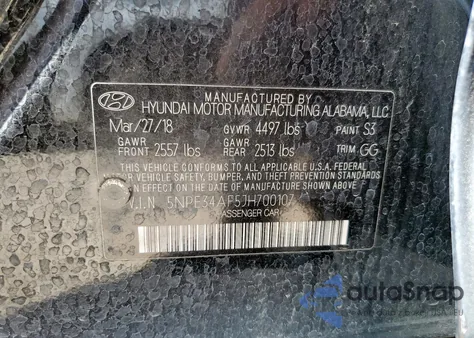 MANUFACTURED BY
HYUNDAI MOTOR MANUFACTURING ALABAMA, LLC
Mar/27/18 GVWR 4497 lbs PAINT S3
GAWR FRONT 2557 lbs GAWR REAR 2513 lbs TRIM GG
THIS VEHICLE CONFORMS TO ALL APPLICABLE
MOTOR VEHICLE SAFETY, BUMPER, AND THEFT
PREVENTION STANDARDS IN EFFECT ON THE DATE OF
MANUFACTURE SHOWN ABOVE.
V.I.N. 5NPE34AF5JH700107
PASSENGER CAR
autoSnap